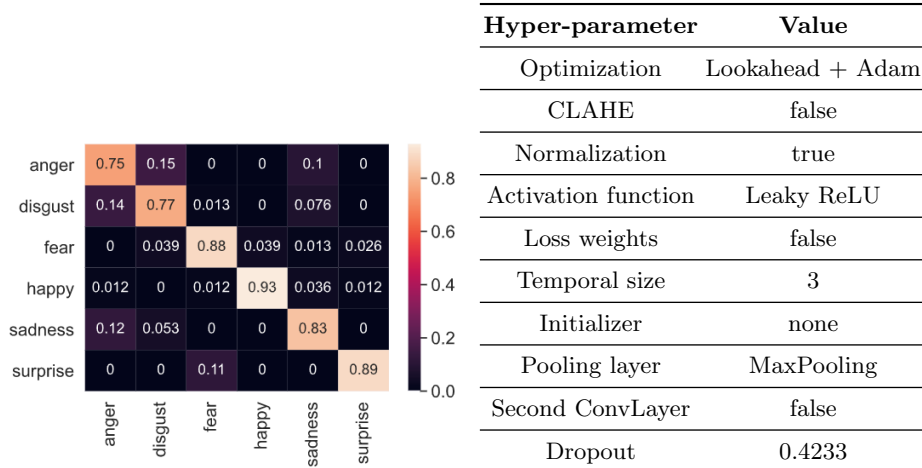 anger 0.75 0.15 0 0 0.1 0
disgust 0.14 0.77 0.013 0 0.076 0
fear 0 0.039 0.88 0.039 0.013 0.026
happy 0.012 0 0.012 0.93 0.036 0.012
sadness 0.12 0.053 0 0 0.83 0
surprise 0 0 0.11 0 0 0.89
anger disgust fear happy sadness surprise
0.8
0.6
0.4
0.2
0.0
Hyper-parameter Value
Optimization Lookahead + Adam
CLAHE false
Normalization true
Activation function Leaky ReLU
Loss weights false
Temporal size 3
Initializer none
Pooling layer MaxPooling
Second ConvLayer false
Dropout 0.4233